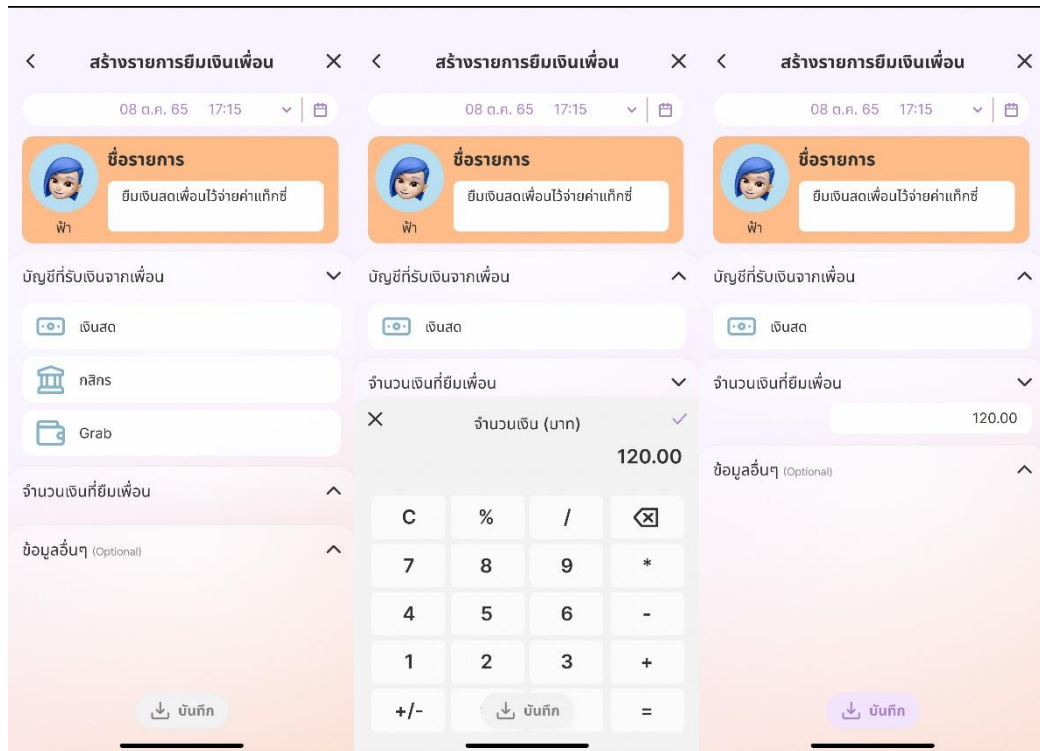 สร้างรายการยืมเงินเพื่อน
08 ต.ค. 65 17:15
ชื่อรายการ
ยืมเงินสดเพื่อนไว้จ่ายค่าแท็กซี่
ฟ้า
บัญชีที่รับเงินจากเพื่อน
เงินสด
กสิกร
Grab
จำนวนเงินที่ยืมเพื่อน
ข้อมูลอื่นๆ (Optional)
บันทึก
สร้างรายการยืมเงินเพื่อน
08 ต.ค. 65 17:15
ชื่อรายการ
ยืมเงินสดเพื่อนไว้จ่ายค่าแท็กซี่
ฟ้า
บัญชีที่รับเงินจากเพื่อน
เงินสด
จำนวนเงินที่ยืมเพื่อน
จำนวนเงิน (บาท)
120.00
C % /
7 8 9 *
4 5 6 -
1 2 3 +
+/- บันทึก =
สร้างรายการยืมเงินเพื่อน
08 ต.ค. 65 17:15
ชื่อรายการ
ยืมเงินสดเพื่อนไว้จ่ายค่าแท็กซี่
ฟ้า
บัญชีที่รับเงินจากเพื่อน
เงินสด
จำนวนเงินที่ยืมเพื่อน
120.00
ข้อมูลอื่นๆ (Optional)
บันทึก